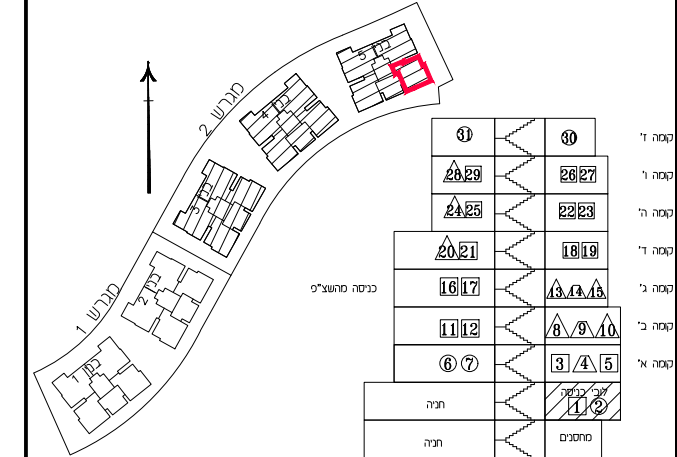 מגרש 2
בנין 5
בנין 4
בנין 3
מגרש 1
בנין 2
בנין 1
31 30 קומה ז'
28 29 26 27 קומה ו'
24 25 22 23 קומה ה'
20 21 18 19 קומה ד'
כניסה מהשצ"פ 16 17 13 14 15 קומה ג'
11 12 8 9 10 קומה ב'
6 7 3 4 5 קומה א'
לובי כניסה
חניה 1 2
חניה מחסנים